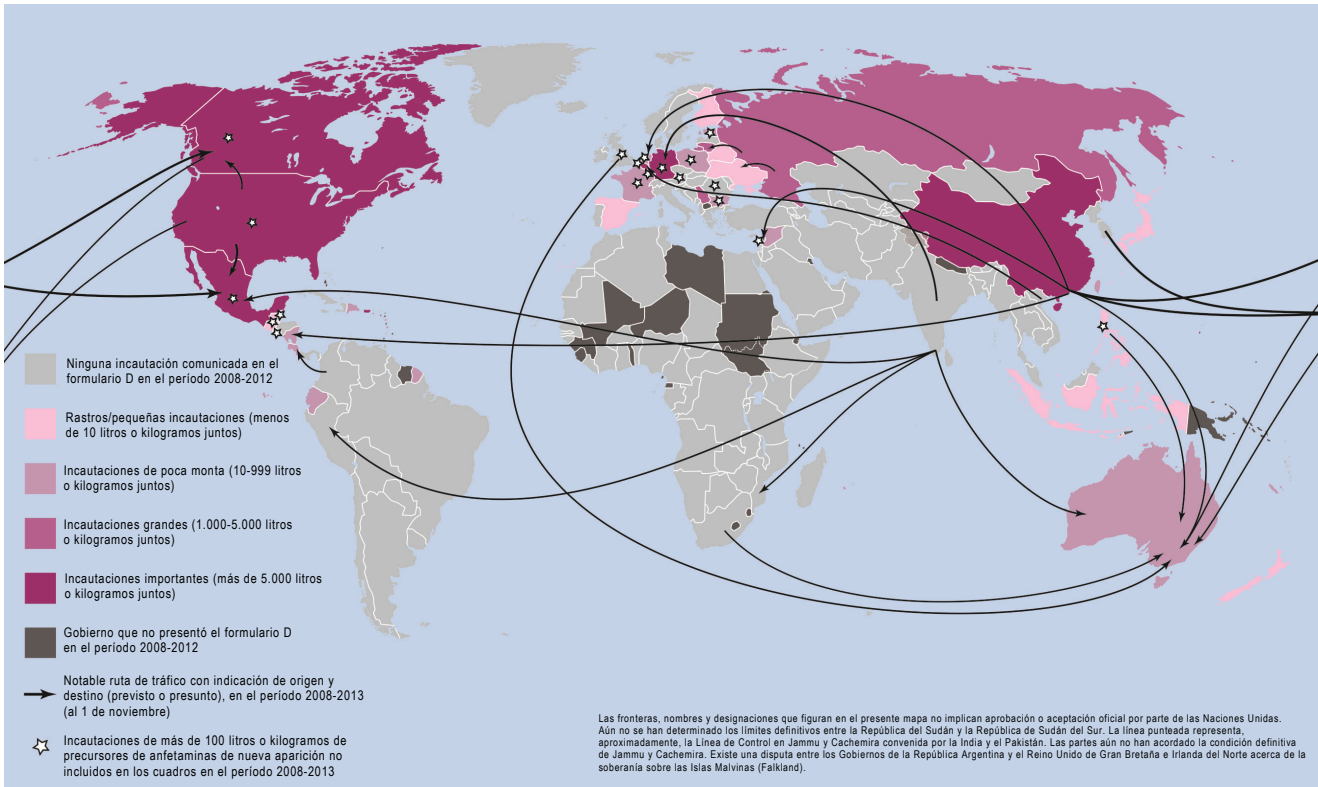 Ninguna incautación comunicada en el
formulario D en el período 2008-2012
Rastros/pequeñas incautaciones (menos
de 10 litros o kilogramos juntos)
Incautaciones de poca monta (10-999 litros
o kilogramos juntos)
Incautaciones grandes (1.000-5.000 litros
o kilogramos juntos)
Incautaciones importantes (más de 5.000 litros
o kilogramos juntos)
Gobierno que no presentó el formulario D
en el período 2008-2012
Notable ruta de tráfico con indicación de origen y
destino (previsto o presunto), en el período 2008-2013
(al 1 de noviembre)
Incautaciones de más de 100 litros o kilogramos de
precursores de anfetaminas de nueva aparición no
incluidos en los cuadros en el período 2008-2013
Las fronteras, nombres y designaciones que figuran en el presente mapa no implican aprobación o aceptación oficial por parte de las Naciones Unidas.
Aún no se han determinado los límites definitivos entre la República del Sudán y la República de Sudán del Sur. La línea punteada representa,
aproximadamente, la Línea de Control en Jammu y Cachemira convenida por la India y el Pakistán. Las partes aún no han acordado la condición definitiva
de Jammu y Cachemira. Existe una disputa entre los Gobiernos de la República Argentina y el Reino Unido de Gran Bretaña e Irlanda del Norte acerca de la
soberanía sobre las Islas Malvinas (Falkland).